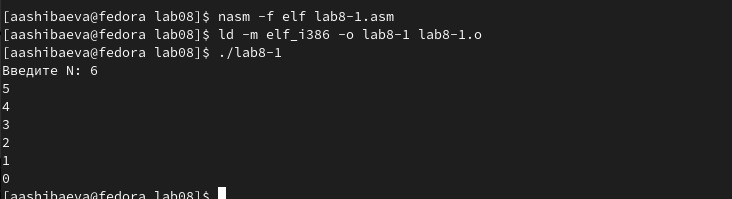 [aashibaeva@fedora lab08]$ nasm -f elf lab8-1.asm
[aashibaeva@fedora lab08]$ ld -m elf_i386 -o lab8-1 lab8-1.o
[aashibaeva@fedora lab08]$ ./lab8-1
Введите N: 6
5
4
3
2
1
0
[aashibaeva@fedora lab08]$